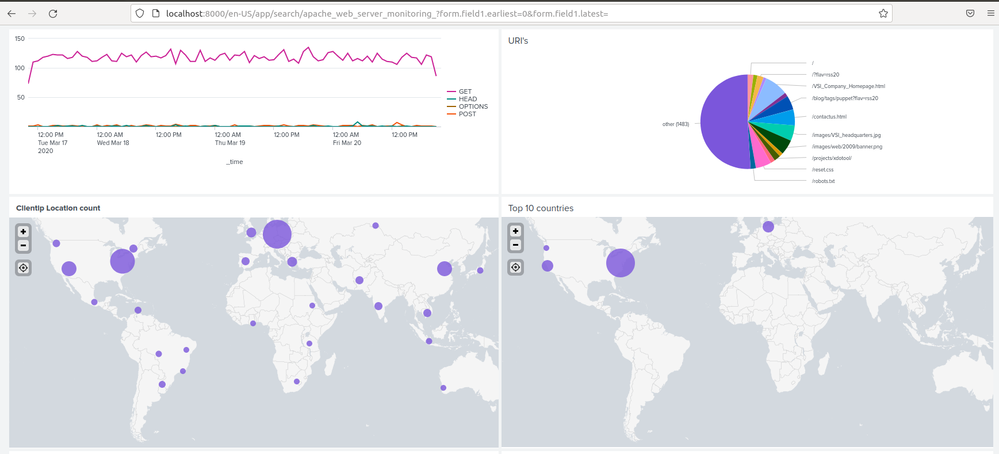 localhost:8000/en-US/app/search/apache_web_server_monitoring_?form.field1.earliest=0&form.field1.latest=
150
100
50
GET
HEAD
OPTIONS
POST
12:00 PM
Tue Mar 17
2020
12:00 AM
Wed Mar 18
12:00 PM
12:00 AM
Thu Mar 19
12:00 PM
12:00 AM
Fri Mar 20
12:00 PM
_time
URI's
other (1483)
/
/?flav=rss20
/VSI_Company_Homepage.html
/blog/tags/puppet?flav=rss20
/contactus.html
/images/VSI_headquarters.jpg
/images/web/2009/banner.png
/projects/xdotool/
/reset.css
/robots.txt
ClientIp Location count
+
−
Top 10 countries
+
−